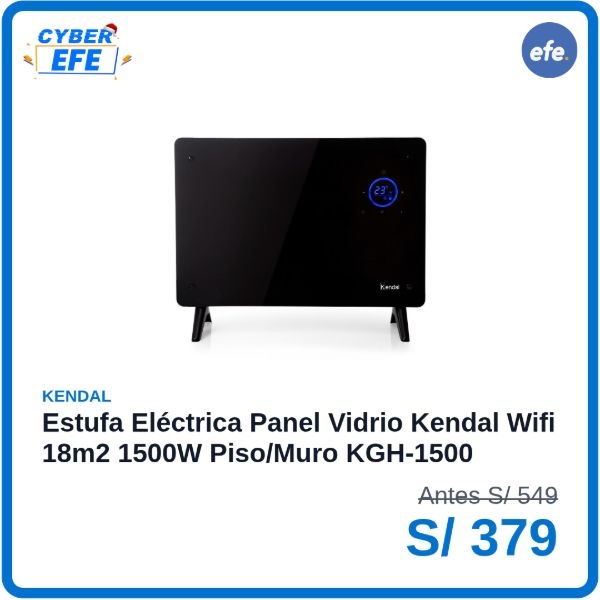 CYBER
EFE
efe.
23°
Kendal
KENDAL
Estufa Eléctrica Panel Vidrio Kendal Wifi
18m2 1500W Piso/Muro KGH-1500
Antes S/ 549
S/ 379